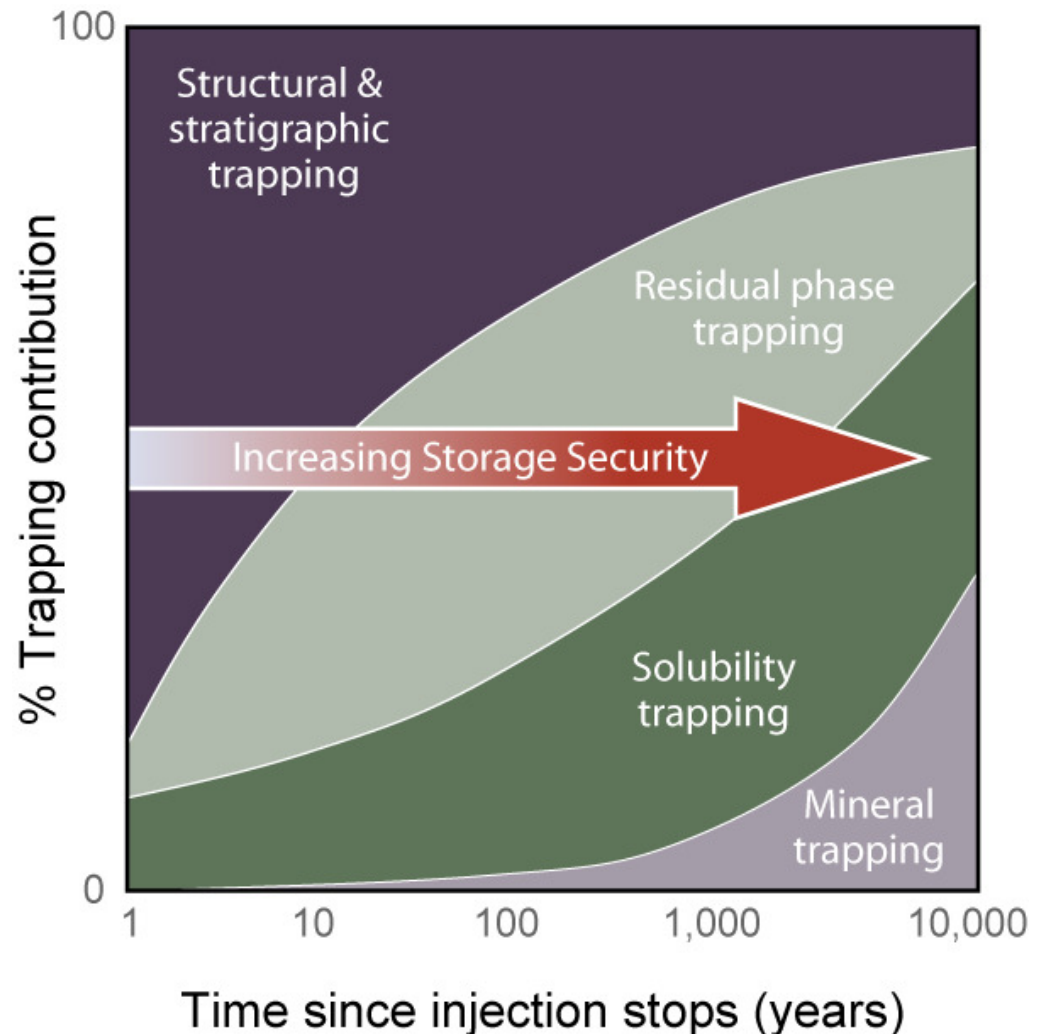 100
Structural &
stratigraphic
trapping
Residual phase
trapping
Increasing Storage Security
Solubility
trapping
Mineral
trapping
% Trapping contribution
0
1 10 100 1,000 10,000
Time since injection stops (years)